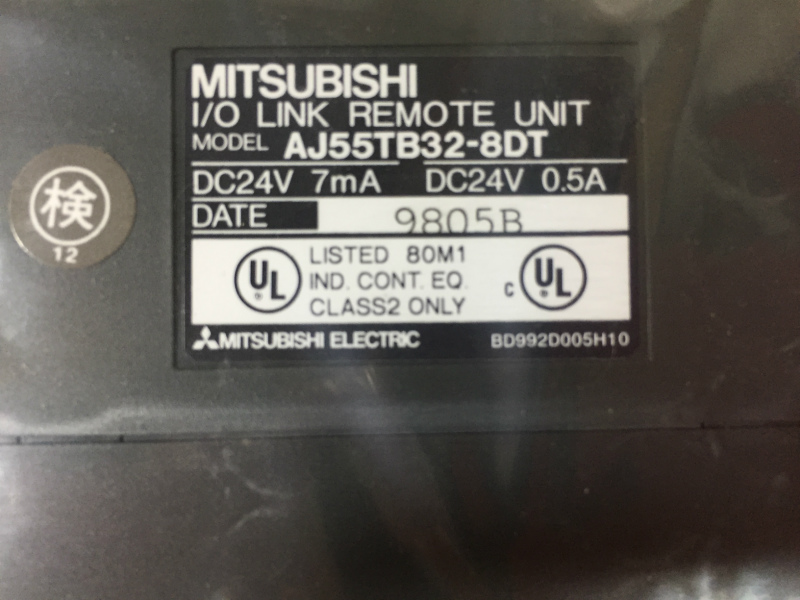 MITSUBISHI
I/O LINK REMOTE UNIT
MODEL AJ55TB32-8DT
DC24V 7mA DC24V 0.5A
DATE 9805B
検
12
UL LISTED 80M1 c UL
IND. CONT. EQ.
CLASS2 ONLY
MITSUBISHI ELECTRIC BD992D005H10